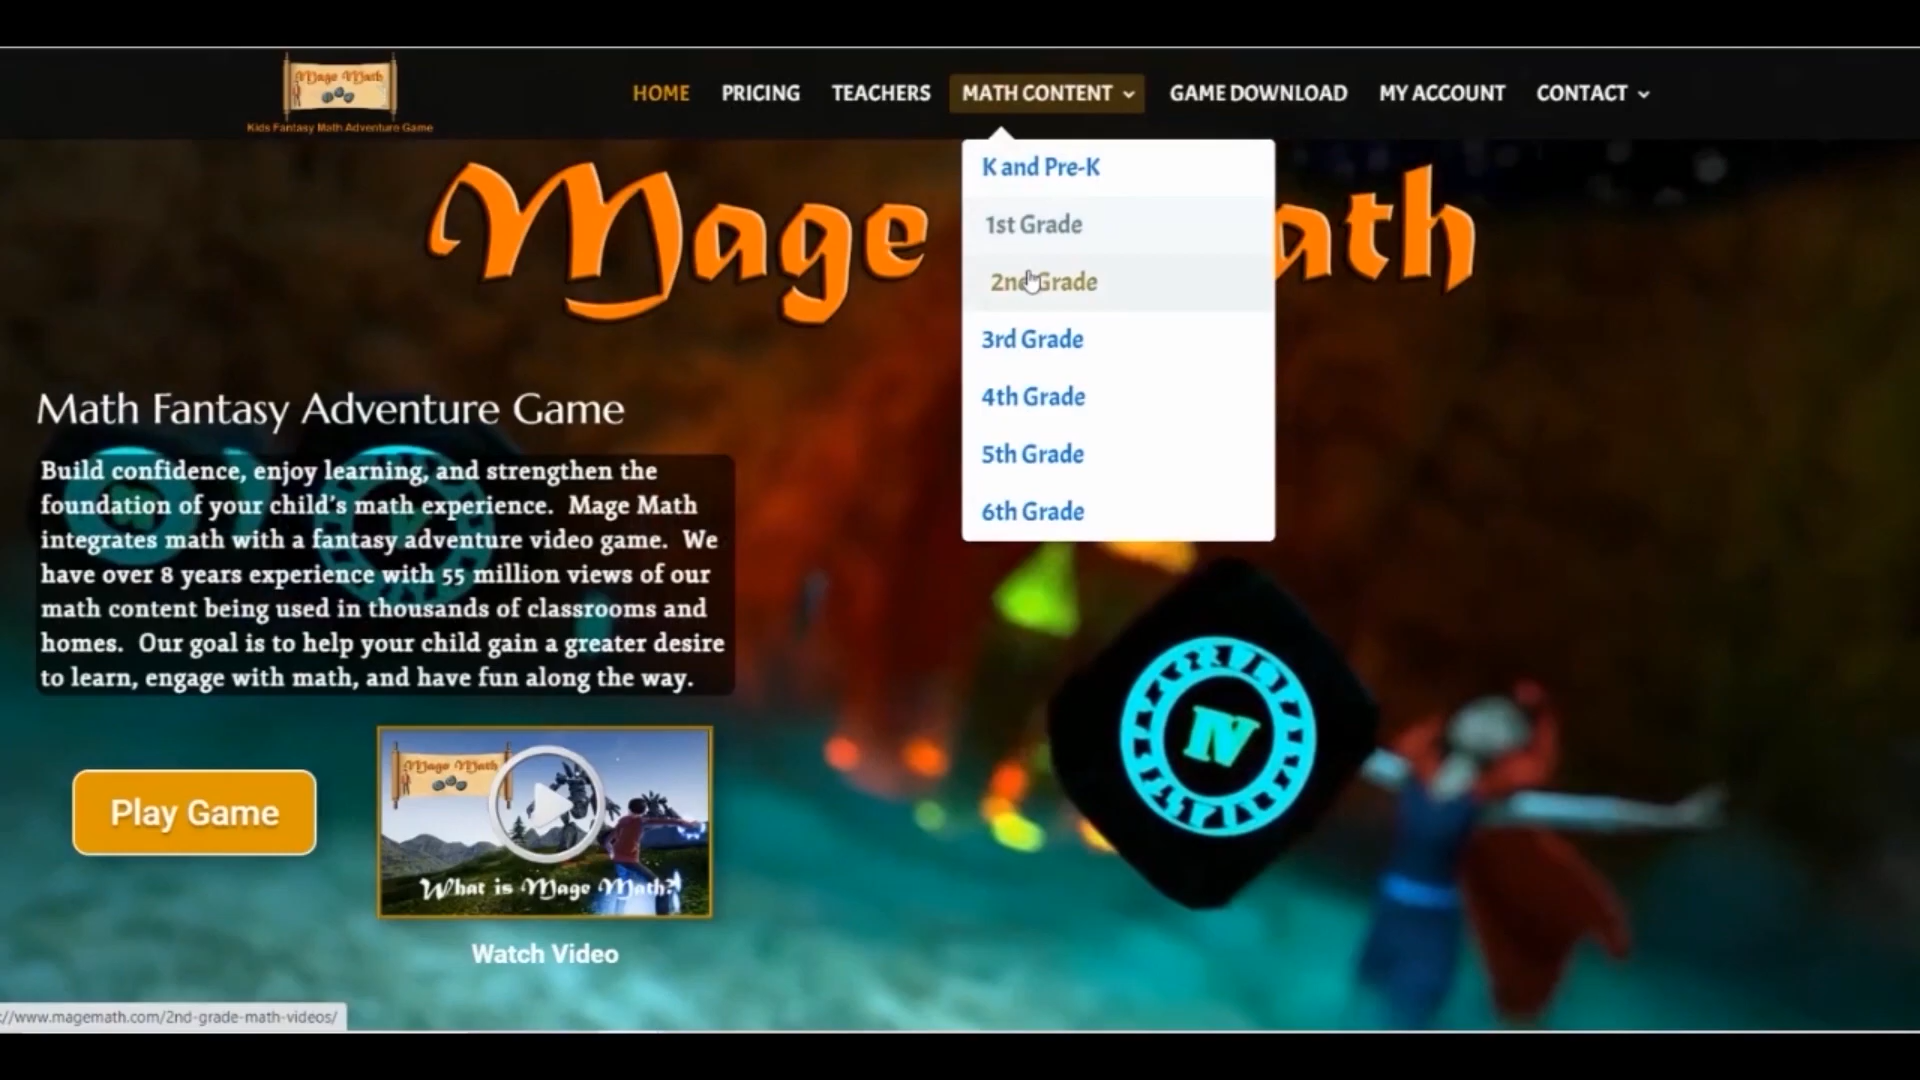 Mage Math
Kids Fantasy Math Adventure Game
HOME PRICING TEACHERS MATH CONTENT GAME DOWNLOAD MY ACCOUNT CONTACT
K and Pre-K
1st Grade
2nd Grade
3rd Grade
4th Grade
5th Grade
6th Grade
Mage ath
Math Fantasy Adventure Game
Build confidence, enjoy learning, and strengthen the
foundation of your child's math experience. Mage Math
integrates math with a fantasy adventure video game. We
have over 8 years experience with 55 million views of our
math content being used in thousands of classrooms and
homes. Our goal is to help your child gain a greater desire
to learn, engage with math, and have fun along the way.
Play Game
Mage Math
What is Mage Math?
Watch Video
IV
://www.magemath.com/2nd-grade-math-videos/